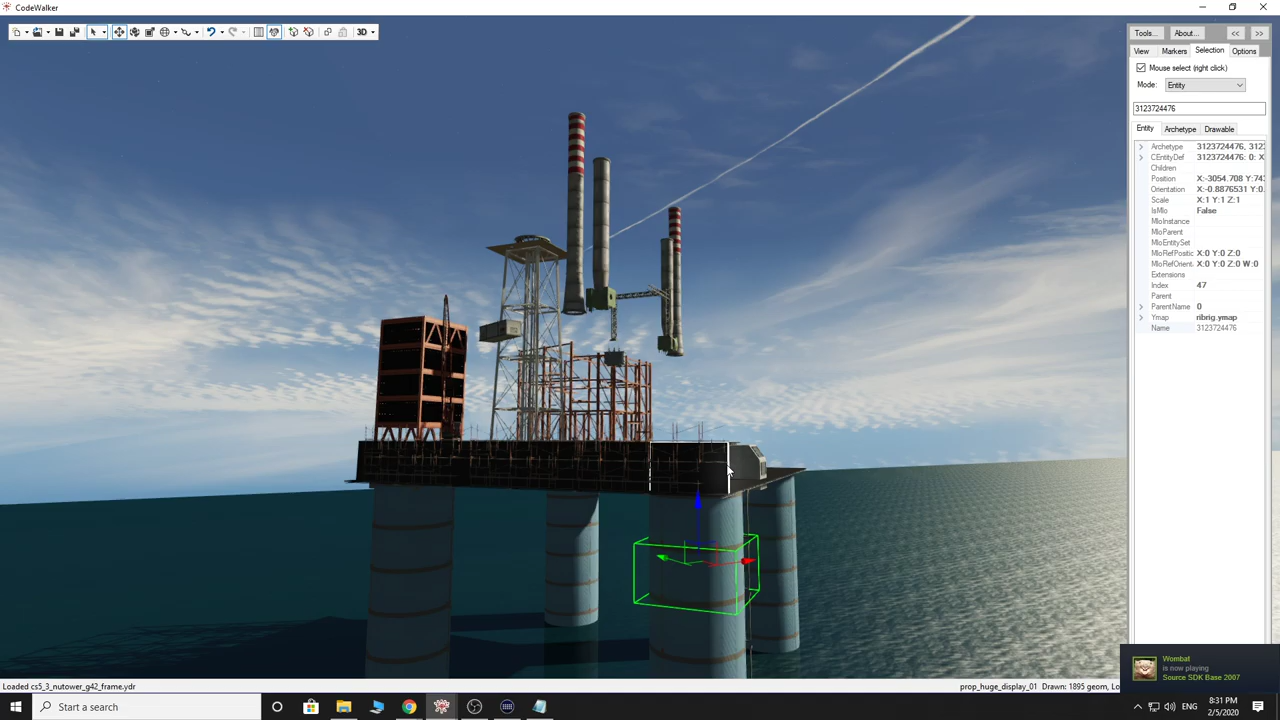 CodeWalker
3D
Tools...
About...
<<
>>
View
Markers
Selection
Options
Mouse select (right click)
Mode:
Entity
3123724476
Entity
Archetype
Drawable
Archetype 3123724476, 312
CEntityDef 3123724476: 0: X
Children
Position X:-3054.708 Y:74
Orientation X:-0.8876531 Y:0.
Scale X:1 Y:1 Z:1
IsMlo False
MloInstance
MloParent
MloEntitySet
MloRefPositic X:0 Y:0 Z:0
MloRefOrient. X:0 Y:0 Z:0 W:0
Extensions
Index 47
Parent
ParentName 0
Ymap ribrig.ymap
Name 3123724476
Wombat
is now playing
Source SDK Base 2007
Loaded cs5_3_nutower_g42_frame.ydr
prop_huge_display_01 Drawn: 1895 geom, Lo
Start a search
8:31 PM
2/5/2020